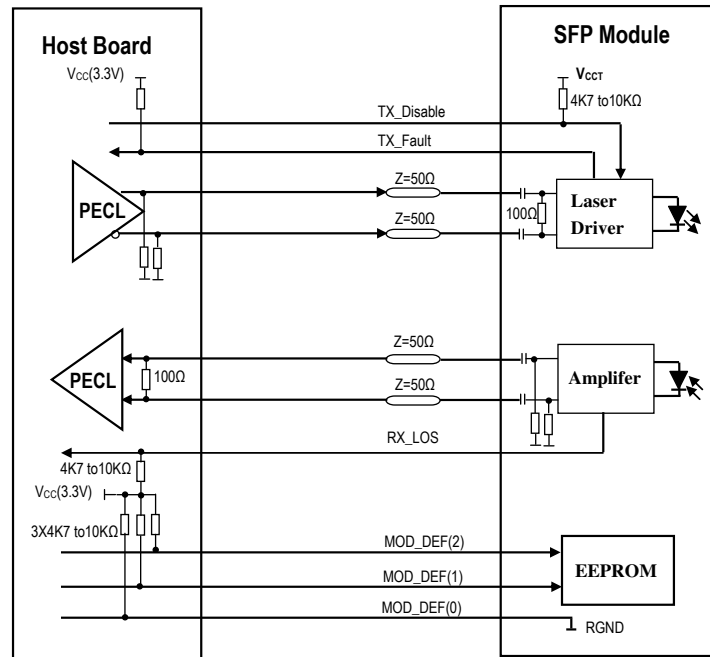 Host Board
SFP Module
VCC(3.3V)
VCCT
4K7 to10KΩ
TX_Disable
TX_Fault
PECL
Z=50Ω
Z=50Ω
100Ω
Laser
Driver
PECL
100Ω
Z=50Ω
Z=50Ω
Amplifer
RX_LOS
4K7 to10KΩ
VCC(3.3V)
3X4K7 to10KΩ
MOD_DEF(2)
MOD_DEF(1)
MOD_DEF(0)
EEPROM
RGND